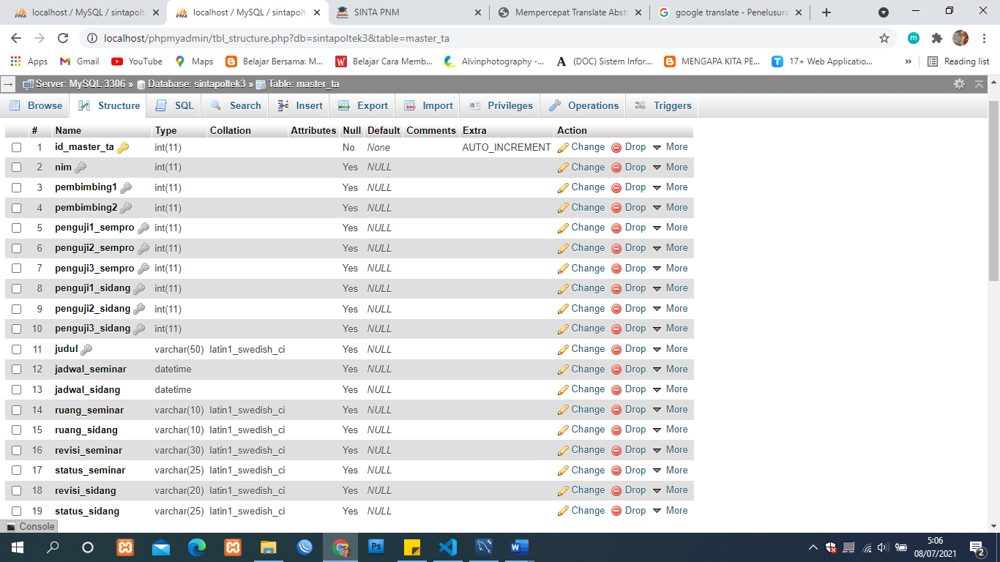 localhost / MySQL / sintapolte
localhost / MySQL / sintapolt
SINTA PNM
Mempercepat Translate Abstr
google translate - Penelusura
localhost/phpmyadmin/tbl_structure.php?db=sintapoltek3&table=master_ta
Apps Gmail YouTube Maps Belajar Bersama: M... Belajar Cara Memb... Alvinphotography -... (DOC) Sistem Infor... MENGAPA KITA PE... 17+ Web Applicatio... » Reading list
Server: MySQL:3306 » Database: sintapoltek3 » Table: master_ta
Browse Structure SQL Search Insert Export Import Privileges Operations Triggers
# Name Type Collation Attributes Null Default Comments Extra Action
1 id_master_ta int(11) No None AUTO_INCREMENT Change Drop More
2 nim int(11) Yes NULL Change Drop More
3 pembimbing1 int(11) Yes NULL Change Drop More
4 pembimbing2 int(11) Yes NULL Change Drop More
5 penguji1_sempro int(11) Yes NULL Change Drop More
6 penguji2_sempro int(11) Yes NULL Change Drop More
7 penguji3_sempro int(11) Yes NULL Change Drop More
8 penguji1_sidang int(11) Yes NULL Change Drop More
9 penguji2_sidang int(11) Yes NULL Change Drop More
10 penguji3_sidang int(11) Yes NULL Change Drop More
11 judul varchar(50) latin1_swedish_ci Yes NULL Change Drop More
12 jadwal_seminar datetime Yes NULL Change Drop More
13 jadwal_sidang datetime Yes NULL Change Drop More
14 ruang_seminar varchar(10) latin1_swedish_ci Yes NULL Change Drop More
15 ruang_sidang varchar(10) latin1_swedish_ci Yes NULL Change Drop More
16 revisi_seminar varchar(30) latin1_swedish_ci Yes NULL Change Drop More
17 status_seminar varchar(25) latin1_swedish_ci Yes NULL Change Drop More
18 revisi_sidang varchar(20) latin1_swedish_ci Yes NULL Change Drop More
19 status_sidang varchar(25) latin1_swedish_ci Yes NULL Change Drop More
Console
5:06
08/07/2021
2